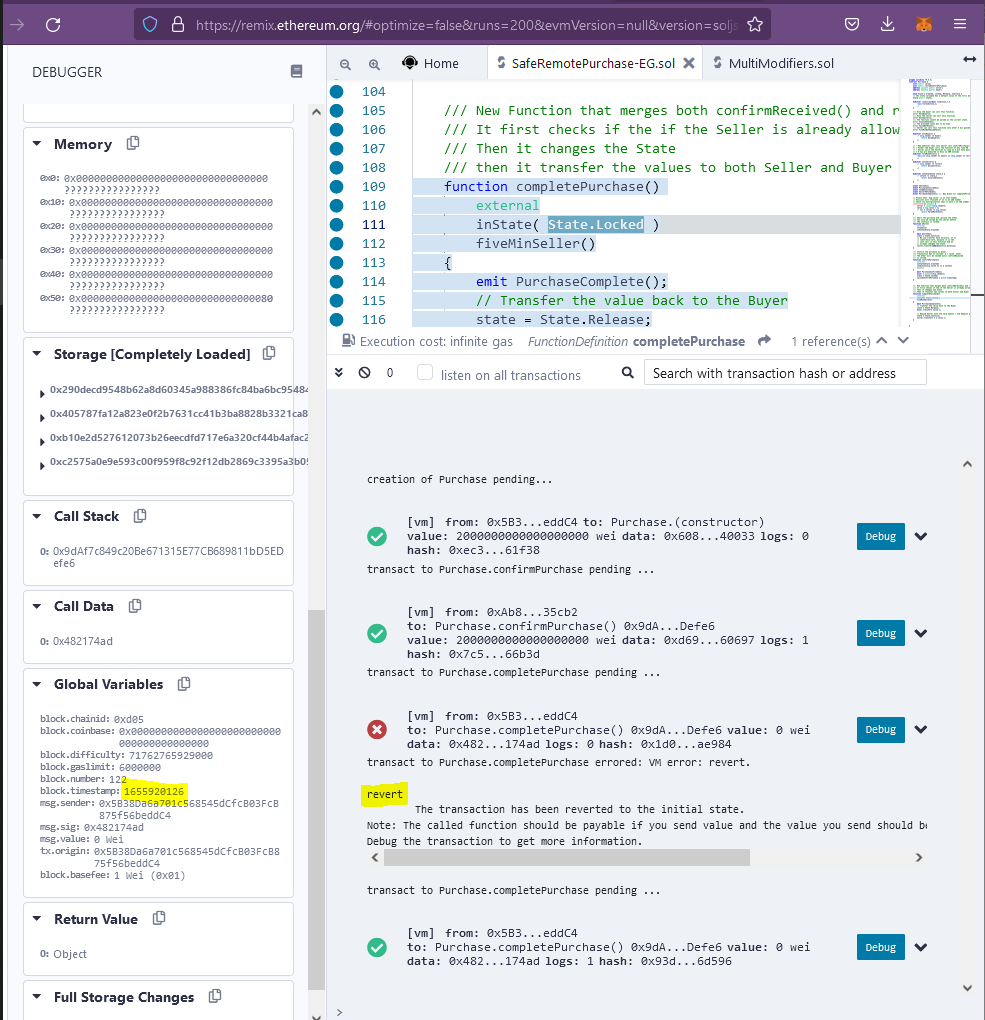 https://remix.ethereum.org/#optimize=false&runs=200&evmVersion=null&version=soljs
DEBUGGER
Memory
0x0: 0x00000000000000000000000000000000
????????????????
0x10: 0x00000000000000000000000000000000
????????????????
0x20: 0x00000000000000000000000000000000
????????????????
0x30: 0x00000000000000000000000000000000
????????????????
0x40: 0x00000000000000000000000000000000
????????????????
0x50: 0x00000000000000000000000000000080
????????????????
Storage [Completely Loaded]
0x290decd9548b62a8d60345a988386fc84ba6bc95484
0x405787fa12a823e0f2b7631cc41b3ba8828b3321ca8
0xb10e2d527612073b26eecdfd717e6a320cf44b4afac2
0xc2575a0e9e593c00f959f8c92f12db2869c3395a3b05
Call Stack
0: 0x9dAf7c849c20Be671315E77CB689811bD5ED
efe6
Call Data
0: 0x482174ad
Global Variables
block.chainid: 0xd05
block.coinbase: 0x000000000000000000000000000
0000000000000
block.difficulty: 71762765929000
block.gaslimit: 6000000
block.number: 122
block.timestamp: 1655920126
msg.sender: 0x5B38Da6a701c568545dCfcB03FcB
875f56beddC4
msg.sig: 0x482174ad
msg.value: 0 Wei
tx.origin: 0x5B38Da6a701c568545dCfcB03FcB8
75f56beddC4
block.basefee: 1 Wei (0x01)
Return Value
0: Object
Full Storage Changes
Home
SafeRemotePurchase-EG.sol
MultiModifiers.sol
104
105 /// New Function that merges both confirmReceived() and r
106 /// It first checks if the if the Seller is already allow
107 /// Then it changes the State
108 /// then it transfer the values to both Seller and Buyer
109 function completePurchase()
110 external
111 inState( State.Locked )
112 fiveMinSeller()
113 {
114 emit PurchaseComplete();
115 // Transfer the value back to the Buyer
116 state = State.Release;
Execution cost: infinite gas FunctionDefinition completePurchase 1 reference(s)
0 listen on all transactions Search with transaction hash or address
creation of Purchase pending...
[vm] from: 0x5B3...eddC4 to: Purchase.(constructor)
value: 2000000000000000000 wei data: 0x608...40033 logs: 0
hash: 0xec3...61f38
Debug
transact to Purchase.confirmPurchase pending ...
[vm] from: 0xAb8...35cb2
to: Purchase.confirmPurchase() 0x9dA...Defe6
value: 2000000000000000000 wei data: 0xd69...60697 logs: 1
hash: 0x7c5...66b3d
Debug
transact to Purchase.completePurchase pending ...
[vm] from: 0x5B3...eddC4
to: Purchase.completePurchase() 0x9dA...Defe6 value: 0 wei
data: 0x482...174ad logs: 0 hash: 0x1d0...ae984
Debug
transact to Purchase.completePurchase errored: VM error: revert.
revert
The transaction has been reverted to the initial state.
Note: The called function should be payable if you send value and the value you send should be
Debug the transaction to get more information.
transact to Purchase.completePurchase pending ...
[vm] from: 0x5B3...eddC4
to: Purchase.completePurchase() 0x9dA...Defe6 value: 0 wei
data: 0x482...174ad logs: 1 hash: 0x93d...6d596
Debug
>